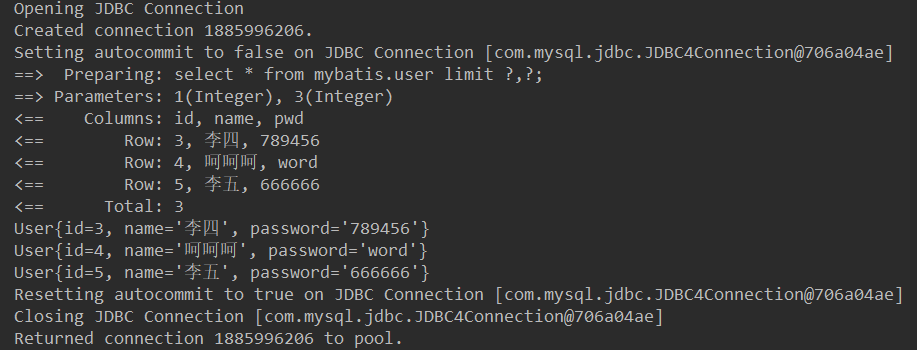 Opening JDBC Connection
Created connection 1885996206.
Setting autocommit to false on JDBC Connection [com.mysql.jdbc.JDBC4Connection@706a04ae]
==>  Preparing: select * from mybatis.user limit ?,?;
==> Parameters: 1(Integer), 3(Integer)
<==    Columns: id, name, pwd
<==        Row: 3, 李四, 789456
<==        Row: 4, 呵呵呵, word
<==        Row: 5, 李五, 666666
<==      Total: 3
User{id=3, name='李四', password='789456'}
User{id=4, name='呵呵呵', password='word'}
User{id=5, name='李五', password='666666'}
Resetting autocommit to true on JDBC Connection [com.mysql.jdbc.JDBC4Connection@706a04ae]
Closing JDBC Connection [com.mysql.jdbc.JDBC4Connection@706a04ae]
Returned connection 1885996206 to pool.